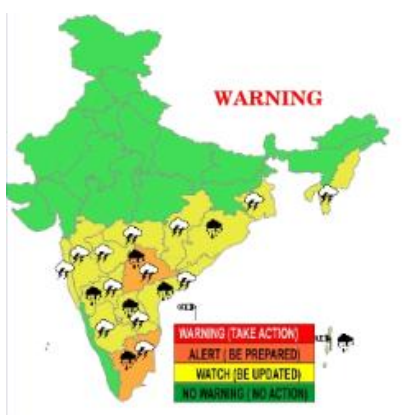 WARNING
WARNING (TAKE ACTION)
ALERT ( BE PREPARED)
WATCH (BE UPDATED)
NO WARNING ( NO ACTION)